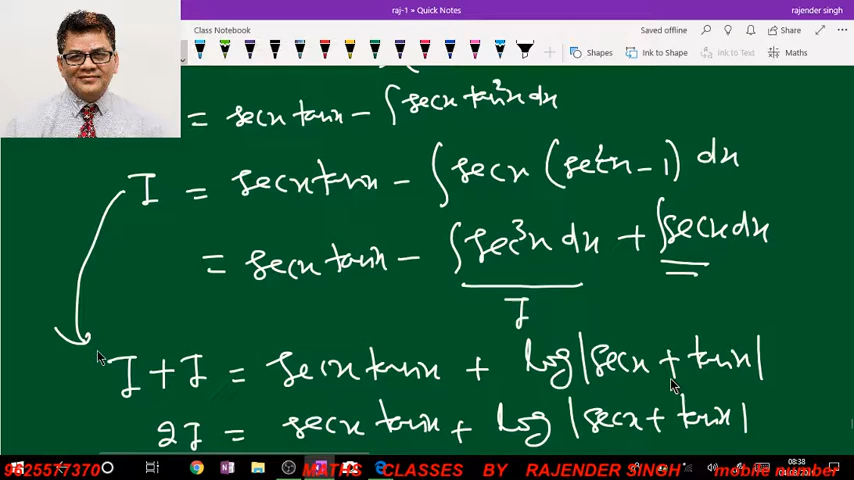 raj-1 » Quick Notes
rajender singh
Class Notebook
Saved offline
Share
Shapes
Ink to Shape
Ink to Text
Maths
= secx tanx − ∫secx tan²x dx
I = secx tanx − ∫secx (sec²x − 1) dx
= secx tanx − ∫sec³x dx + ∫secx dx
I
I + I = secx tanx + log|secx + tanx|
2I = secx tanx + log|secx + tanx|
08:38
9625577370 MATHS CLASSES BY RAJENDER SINGH mobile number